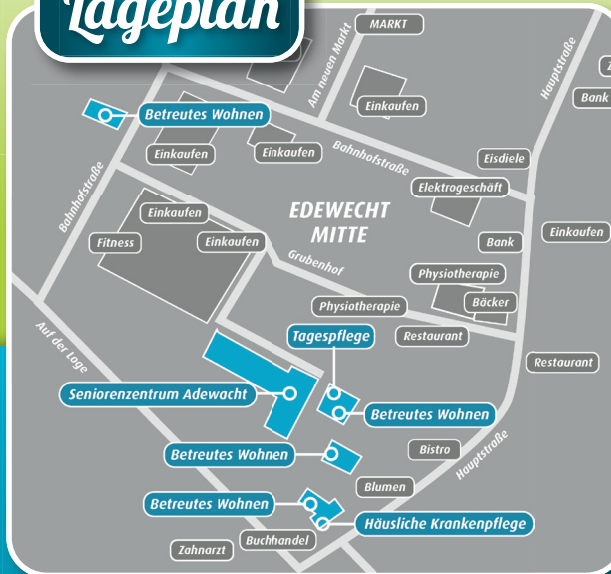 Lageplan
MARKT
Am neuen Markt
Hauptstraße
Bank
Einkaufen
Betreutes Wohnen
Einkaufen
Einkaufen
Bahnhofstraße
Eisdiele
Elektrogeschäft
Bahnhofstraße
Einkaufen
EDEWECHT
MITTE
Fitness
Einkaufen
Bank
Einkaufen
Grubenhof
Physiotherapie
Bäcker
Physiotherapie
Auf der Loge
Tagespflege
Restaurant
Restaurant
Seniorenzentrum Adewacht
Betreutes Wohnen
Betreutes Wohnen
Bistro
Hauptstraße
Blumen
Betreutes Wohnen
Häusliche Krankenpflege
Buchhandel
Zahnarzt